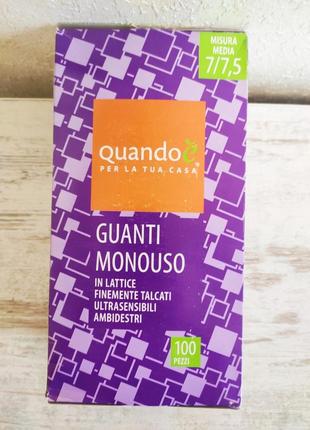 MISURA
MEDIA
7/7,5
quando è
PER LA TUA CASA
GUANTI
MONOUSO
IN LATTICE
FINEMENTE TALCATI
ULTRASENSIBILI
AMBIDESTRI
100
PEZZI